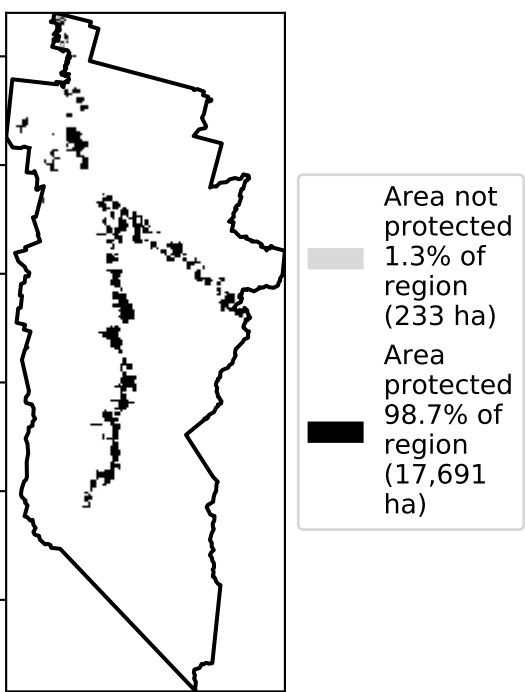 Area not
protected
1.3% of
region
(233 ha)
Area
protected
98.7% of
region
(17,691
ha)